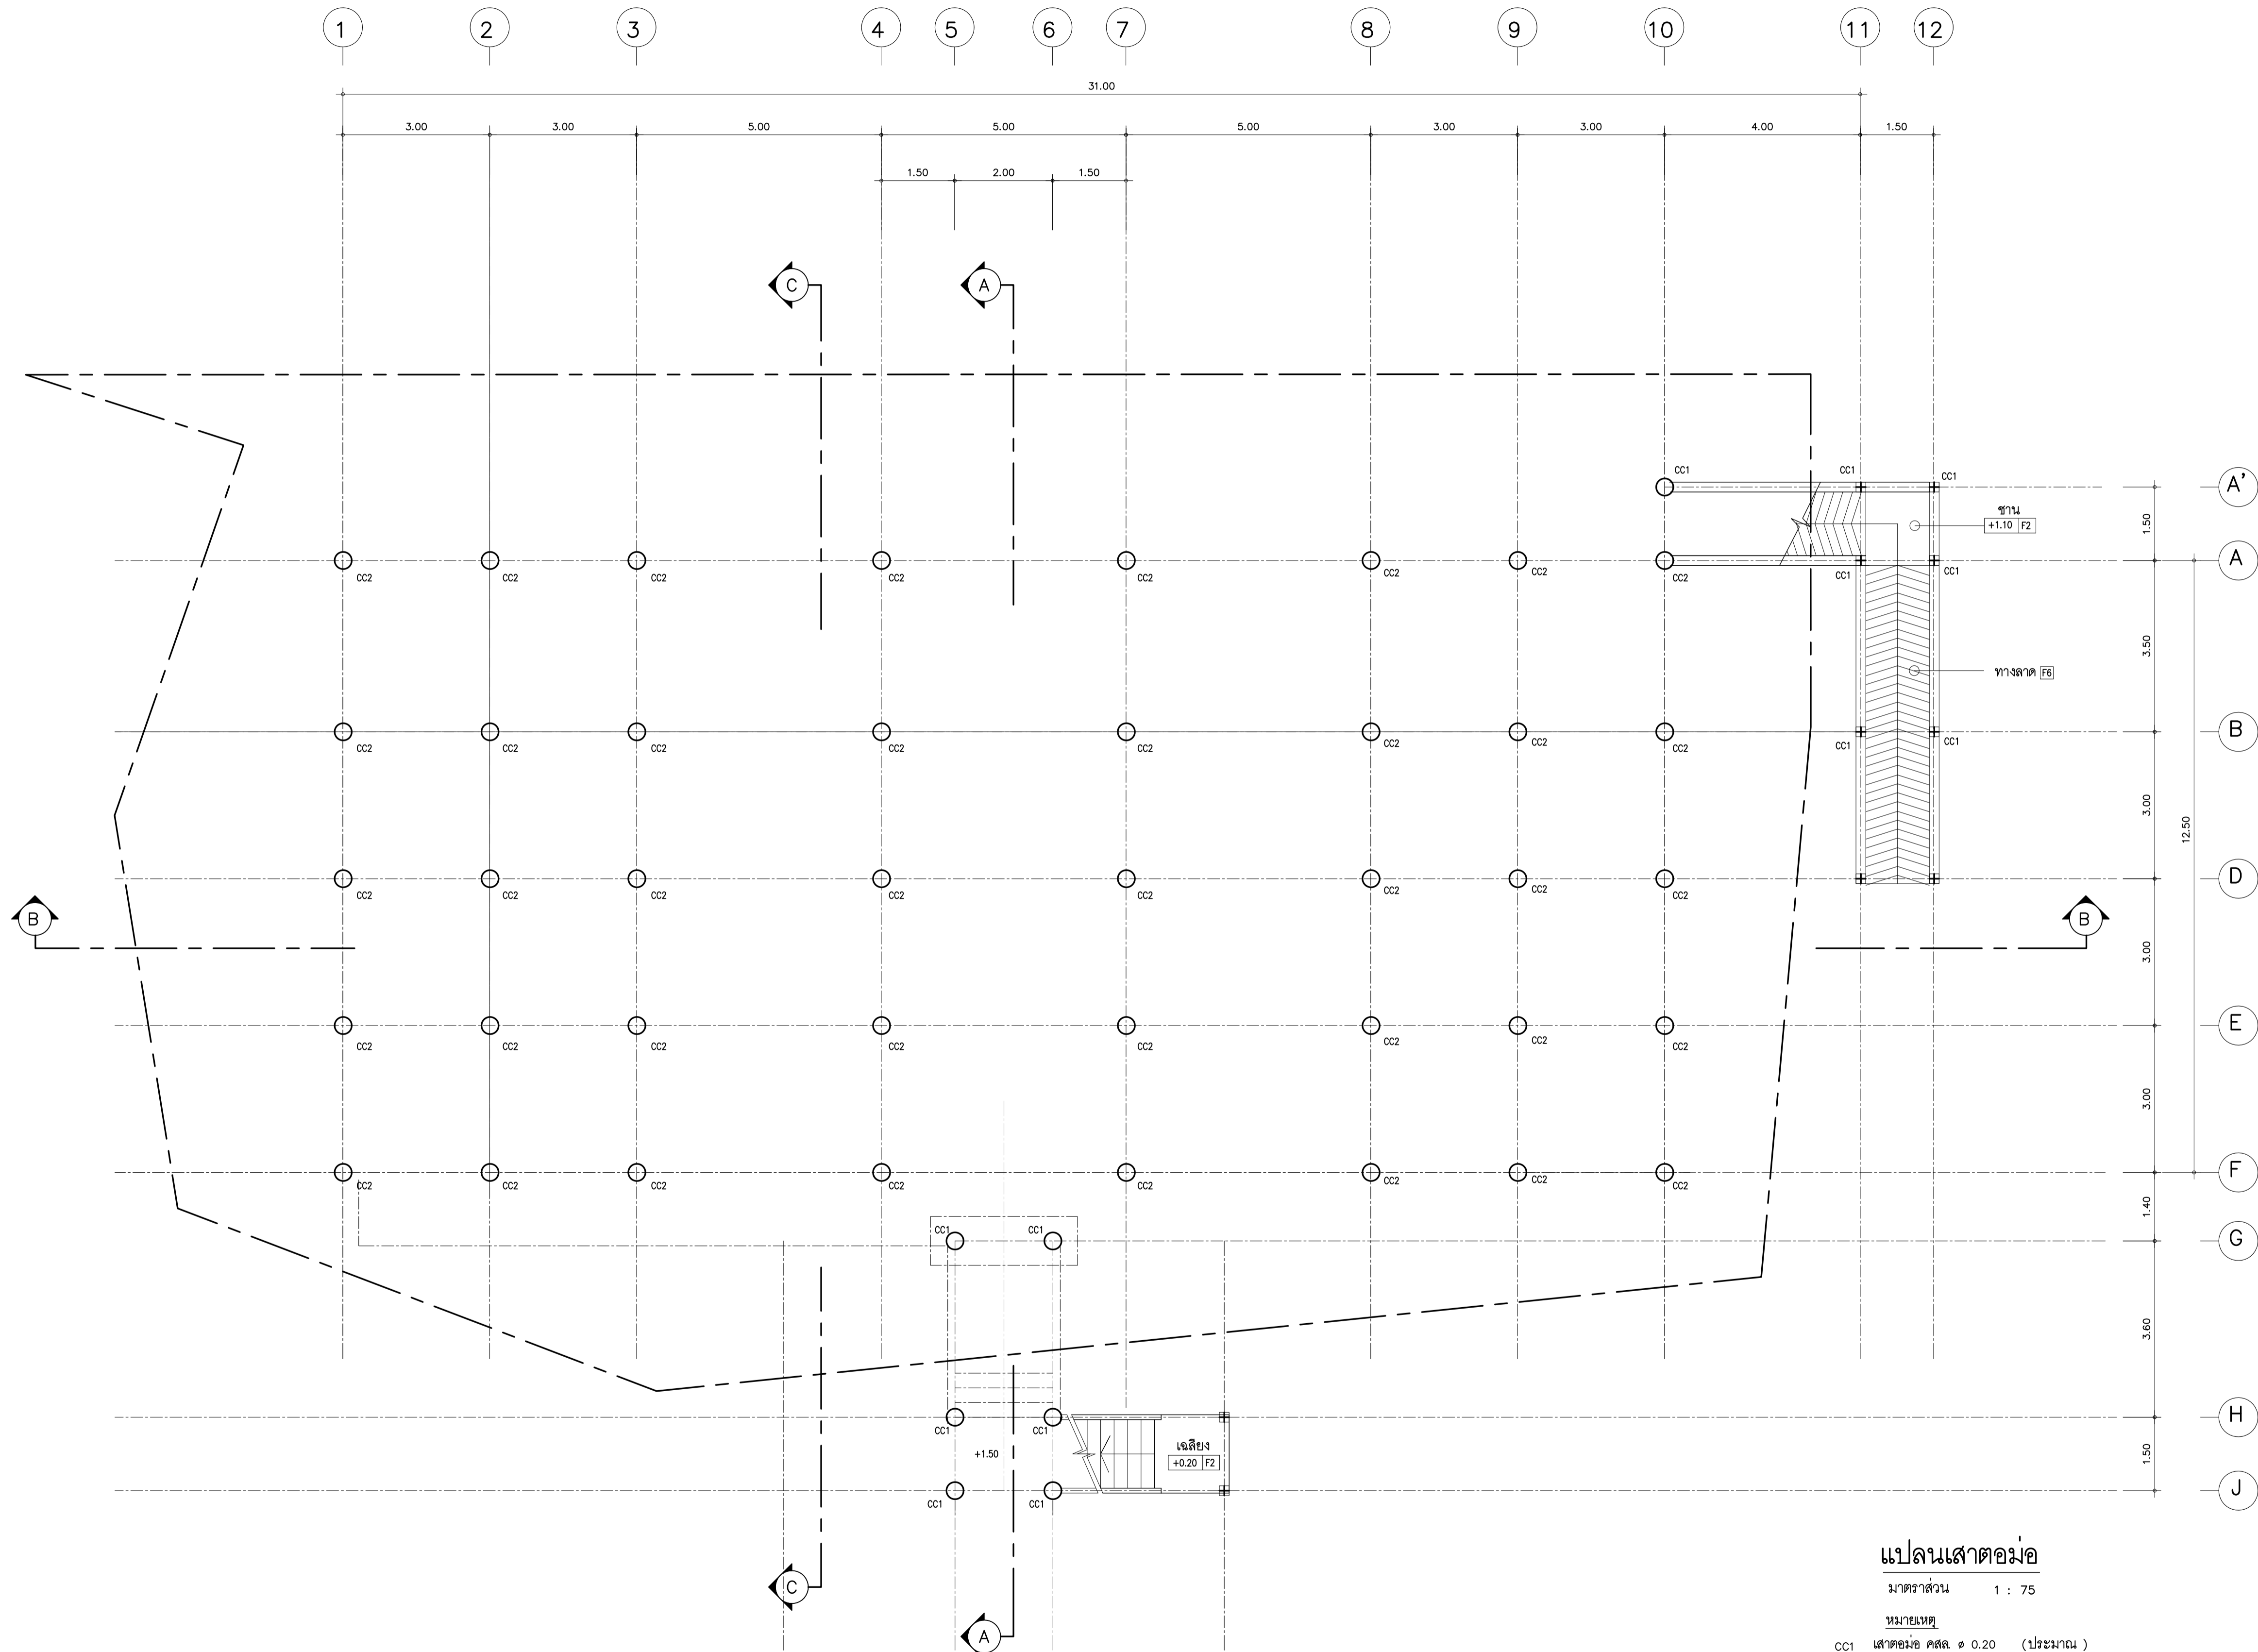 1 2 3 4 5 6 7 8 9 10 11 12
31.00
3.00 3.00 5.00 5.00 5.00 3.00 3.00 4.00 1.50
1.50 2.00 1.50
C A
CC1 CC1 CC1 A'
ชาน
+1.10 F2
1.50
A
CC2 CC2 CC2 CC2 CC2 CC2 CC2 CC2 CC1 CC1
3.50
ทางลาด F6
B
CC2 CC2 CC2 CC2 CC2 CC2 CC2 CC2 CC1 CC1
3.00
12.50
D
CC2 CC2 CC2 CC2 CC2 CC2 CC2 CC2
B B
3.00
E
CC2 CC2 CC2 CC2 CC2 CC2 CC2 CC2
3.00
F
CC2 CC2 CC2 CC2 CC2 CC2 CC2 CC2
1.40
CC1 CC1 G
3.60
H
CC1 CC1
+1.50
เฉลียง
+0.20 F2
1.50
J
CC1 CC1
C
A
แปลนเสาตอม่อ
มาตราส่วน 1 : 75
หมายเหตุ
CC1 เสาตอม่อ คสล. ø 0.20 (ประมาณ )